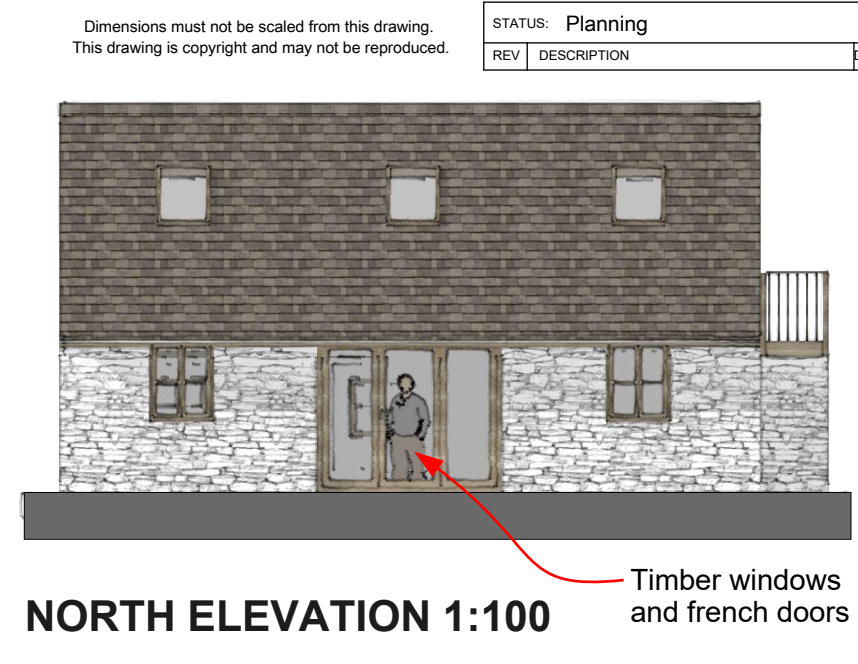 Dimensions must not be scaled from this drawing.
This drawing is copyright and may not be reproduced.
STATUS: Planning
REV DESCRIPTION
NORTH ELEVATION 1:100
Timber windows
and french doors